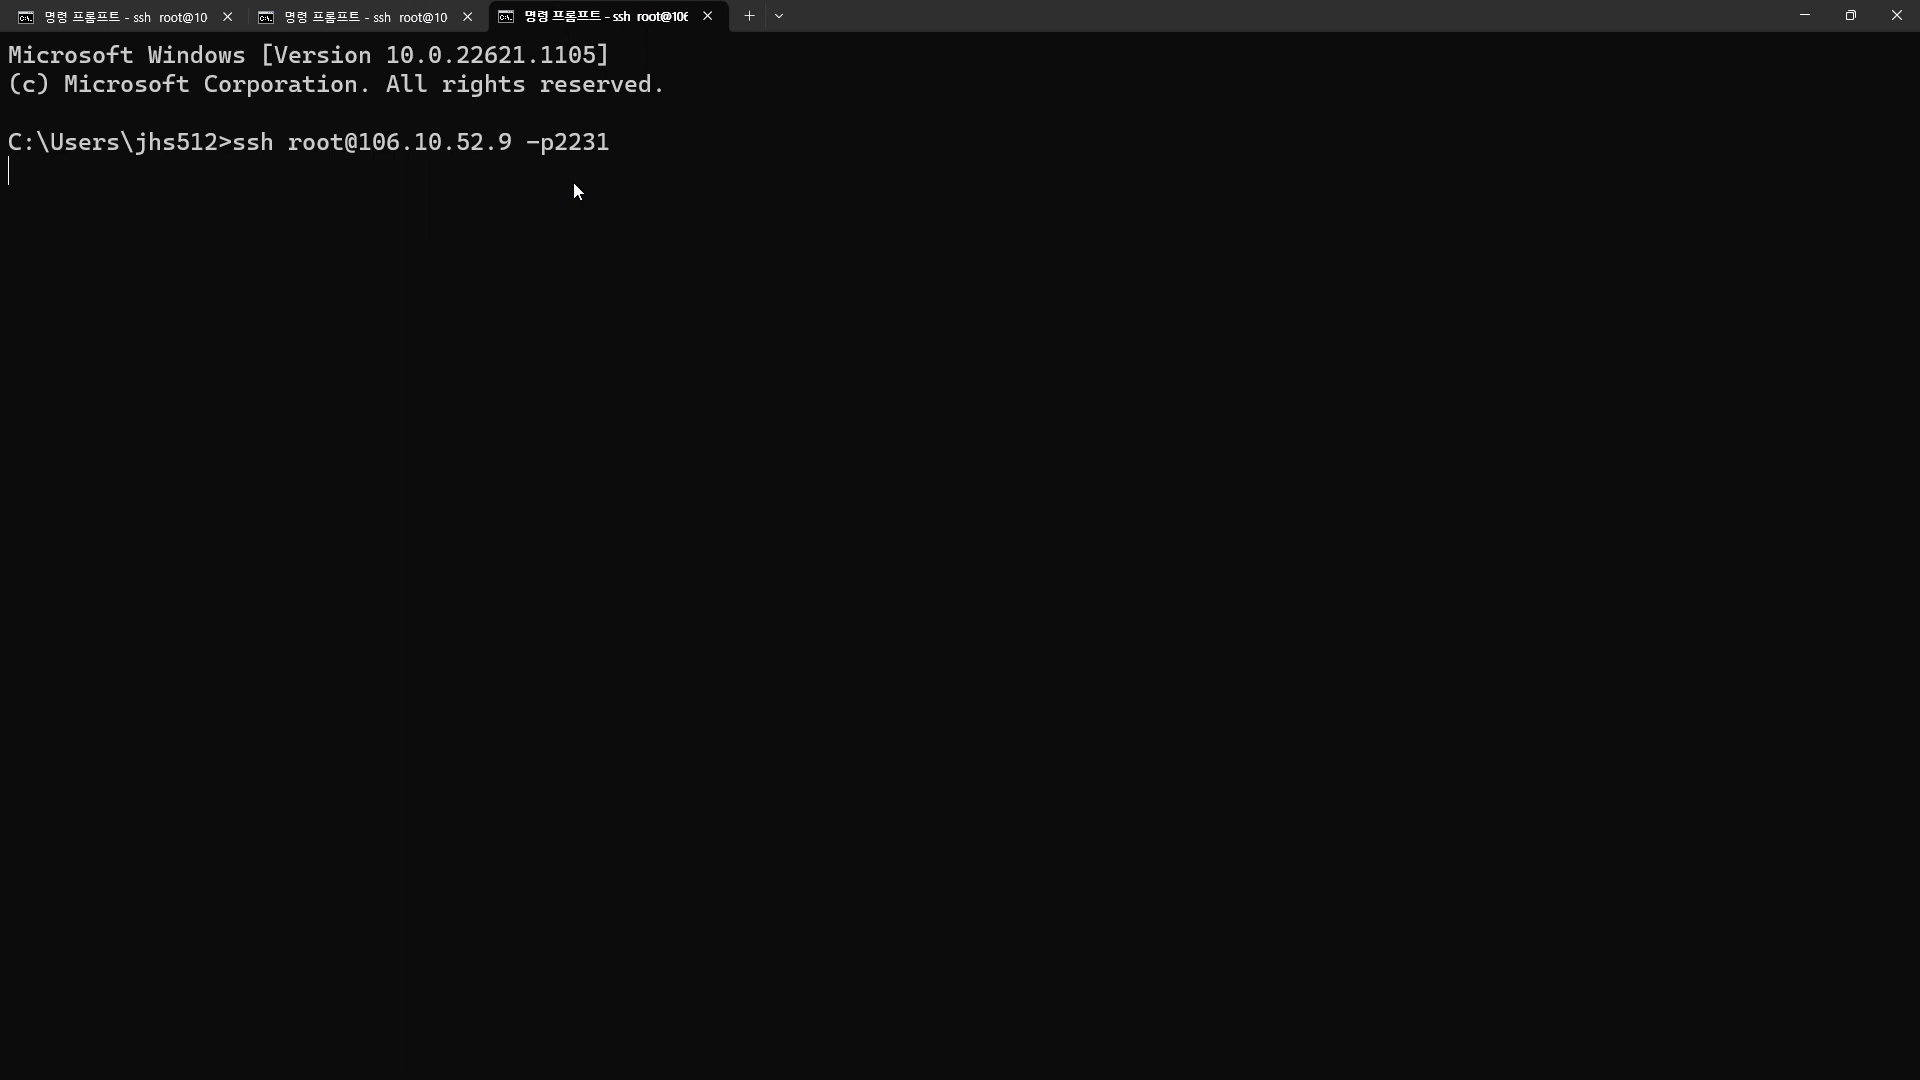 명령 프롬프트 - ssh root@10
명령 프롬프트 - ssh root@10
명령 프롬프트 - ssh root@106
Microsoft Windows [Version 10.0.22621.1105]
(c) Microsoft Corporation. All rights reserved.
C:\Users\jhs512>ssh root@106.10.52.9 -p2231